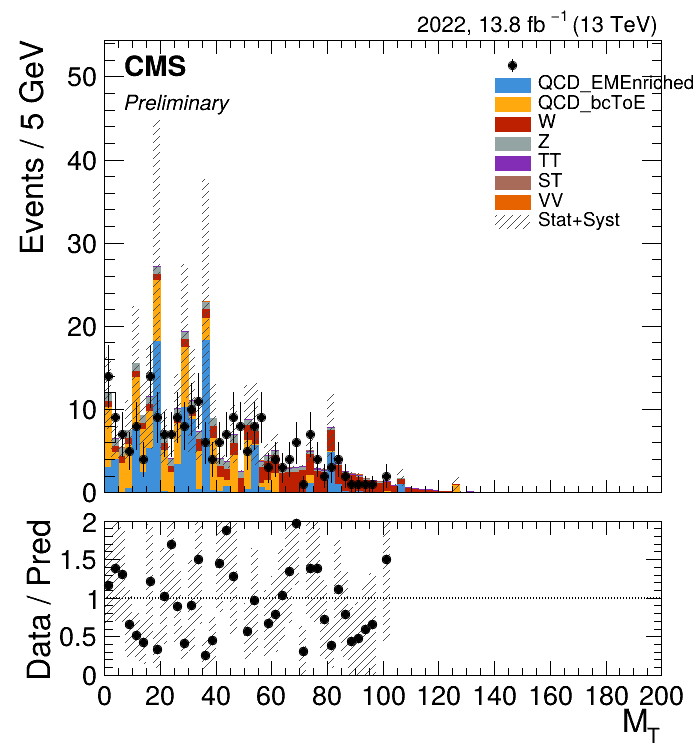 2022, 13.8 fb⁻¹ (13 TeV)
Events / 5 GeV
CMS
Preliminary
QCD_EMEnriched
QCD_bcToE
W
Z
TT
ST
VV
Stat+Syst
50
40
30
20
10
0
Data / Pred
2
1.5
1
0.5
0
0 20 40 60 80 100 120 140 160 180 200
M_T